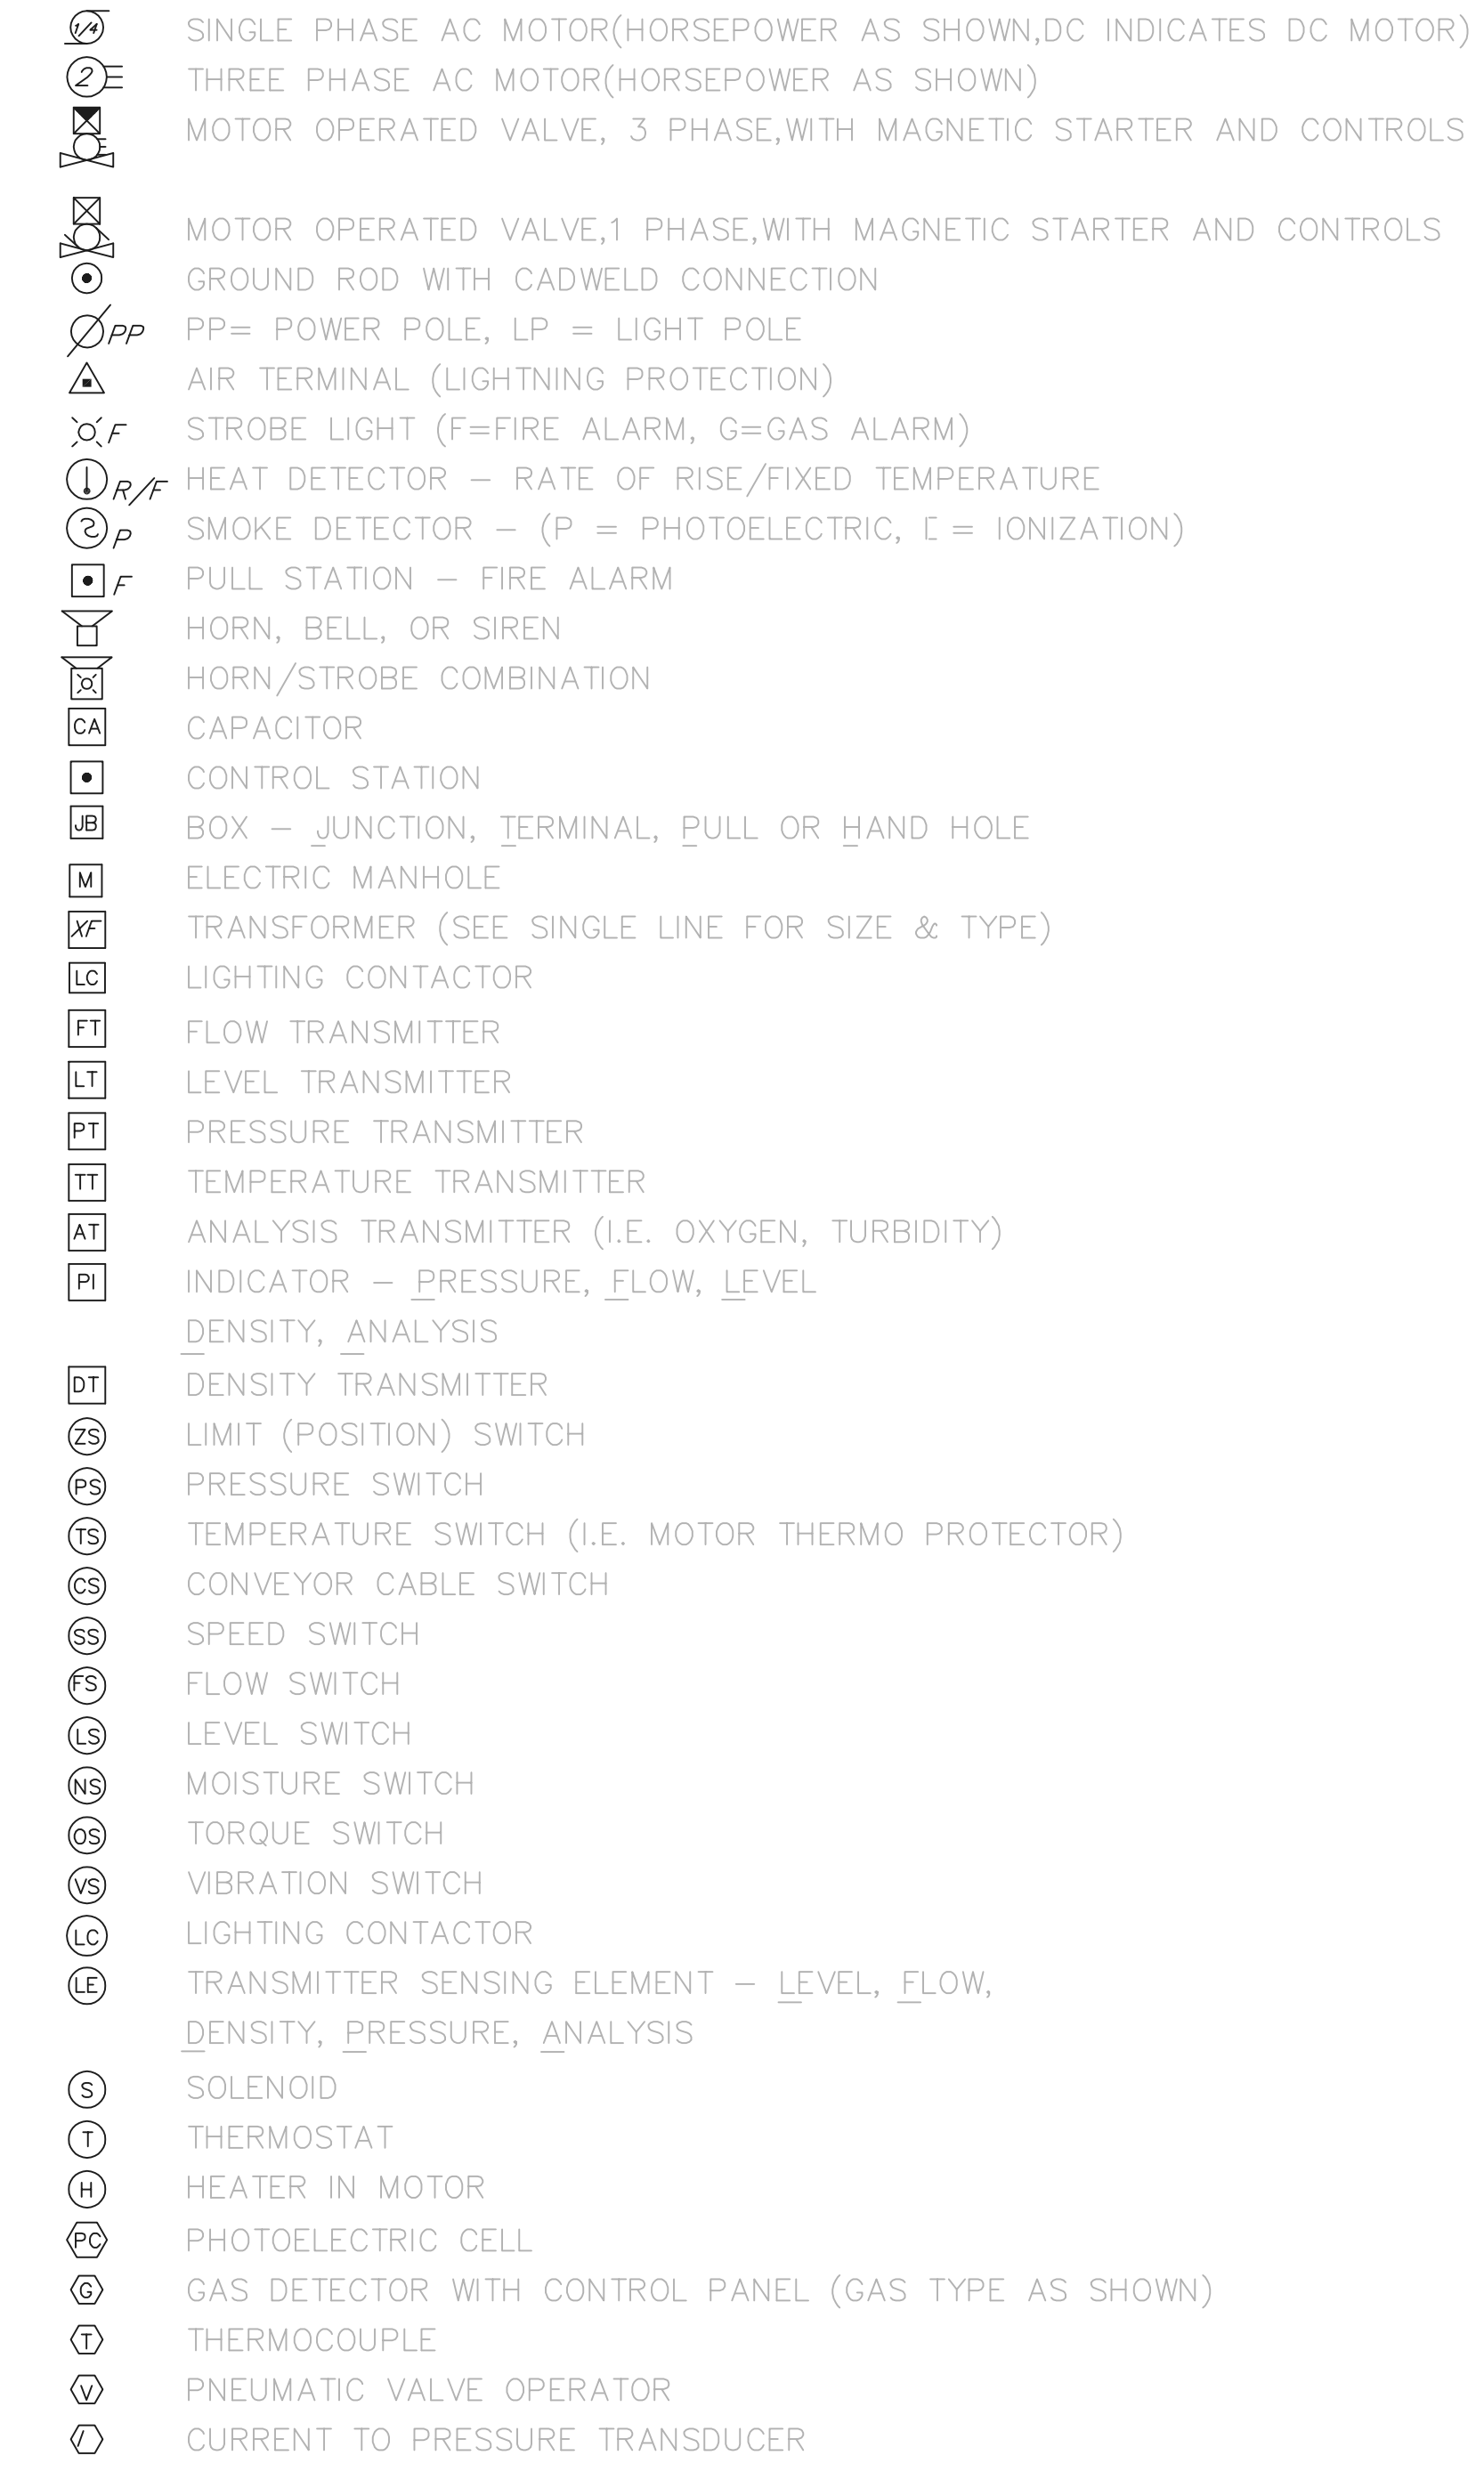 1/4 SINGLE PHASE AC MOTOR(HORSEPOWER AS SHOWN,DC INDICATES DC MOTOR)
2 THREE PHASE AC MOTOR(HORSEPOWER AS SHOWN)
MOTOR OPERATED VALVE, 3 PHASE,WITH MAGNETIC STARTER AND CONTROLS
MOTOR OPERATED VALVE,1 PHASE,WITH MAGNETIC STARTER AND CONTROLS
GROUND ROD WITH CADWELD CONNECTION
PP PP= POWER POLE, LP = LIGHT POLE
AIR TERMINAL (LIGHTNING PROTECTION)
F STROBE LIGHT (F=FIRE ALARM, G=GAS ALARM)
R/F HEAT DETECTOR - RATE OF RISE/FIXED TEMPERATURE
S P SMOKE DETECTOR - (P = PHOTOELECTRIC, I = IONIZATION)
F PULL STATION - FIRE ALARM
HORN, BELL, OR SIREN
HORN/STROBE COMBINATION
CA CAPACITOR
CONTROL STATION
JB BOX - JUNCTION, TERMINAL, PULL OR HAND HOLE
M ELECTRIC MANHOLE
XF TRANSFORMER (SEE SINGLE LINE FOR SIZE & TYPE)
LC LIGHTING CONTACTOR
FT FLOW TRANSMITTER
LT LEVEL TRANSMITTER
PT PRESSURE TRANSMITTER
TT TEMPERATURE TRANSMITTER
AT ANALYSIS TRANSMITTER (I.E. OXYGEN, TURBIDITY)
PI INDICATOR - PRESSURE, FLOW, LEVEL
DENSITY, ANALYSIS
DT DENSITY TRANSMITTER
ZS LIMIT (POSITION) SWITCH
PS PRESSURE SWITCH
TS TEMPERATURE SWITCH (I.E. MOTOR THERMO PROTECTOR)
CS CONVEYOR CABLE SWITCH
SS SPEED SWITCH
FS FLOW SWITCH
LS LEVEL SWITCH
NS MOISTURE SWITCH
OS TORQUE SWITCH
VS VIBRATION SWITCH
LC LIGHTING CONTACTOR
LE TRANSMITTER SENSING ELEMENT - LEVEL, FLOW,
DENSITY, PRESSURE, ANALYSIS
S SOLENOID
T THERMOSTAT
H HEATER IN MOTOR
PC PHOTOELECTRIC CELL
G GAS DETECTOR WITH CONTROL PANEL (GAS TYPE AS SHOWN)
T THERMOCOUPLE
V PNEUMATIC VALVE OPERATOR
/ CURRENT TO PRESSURE TRANSDUCER